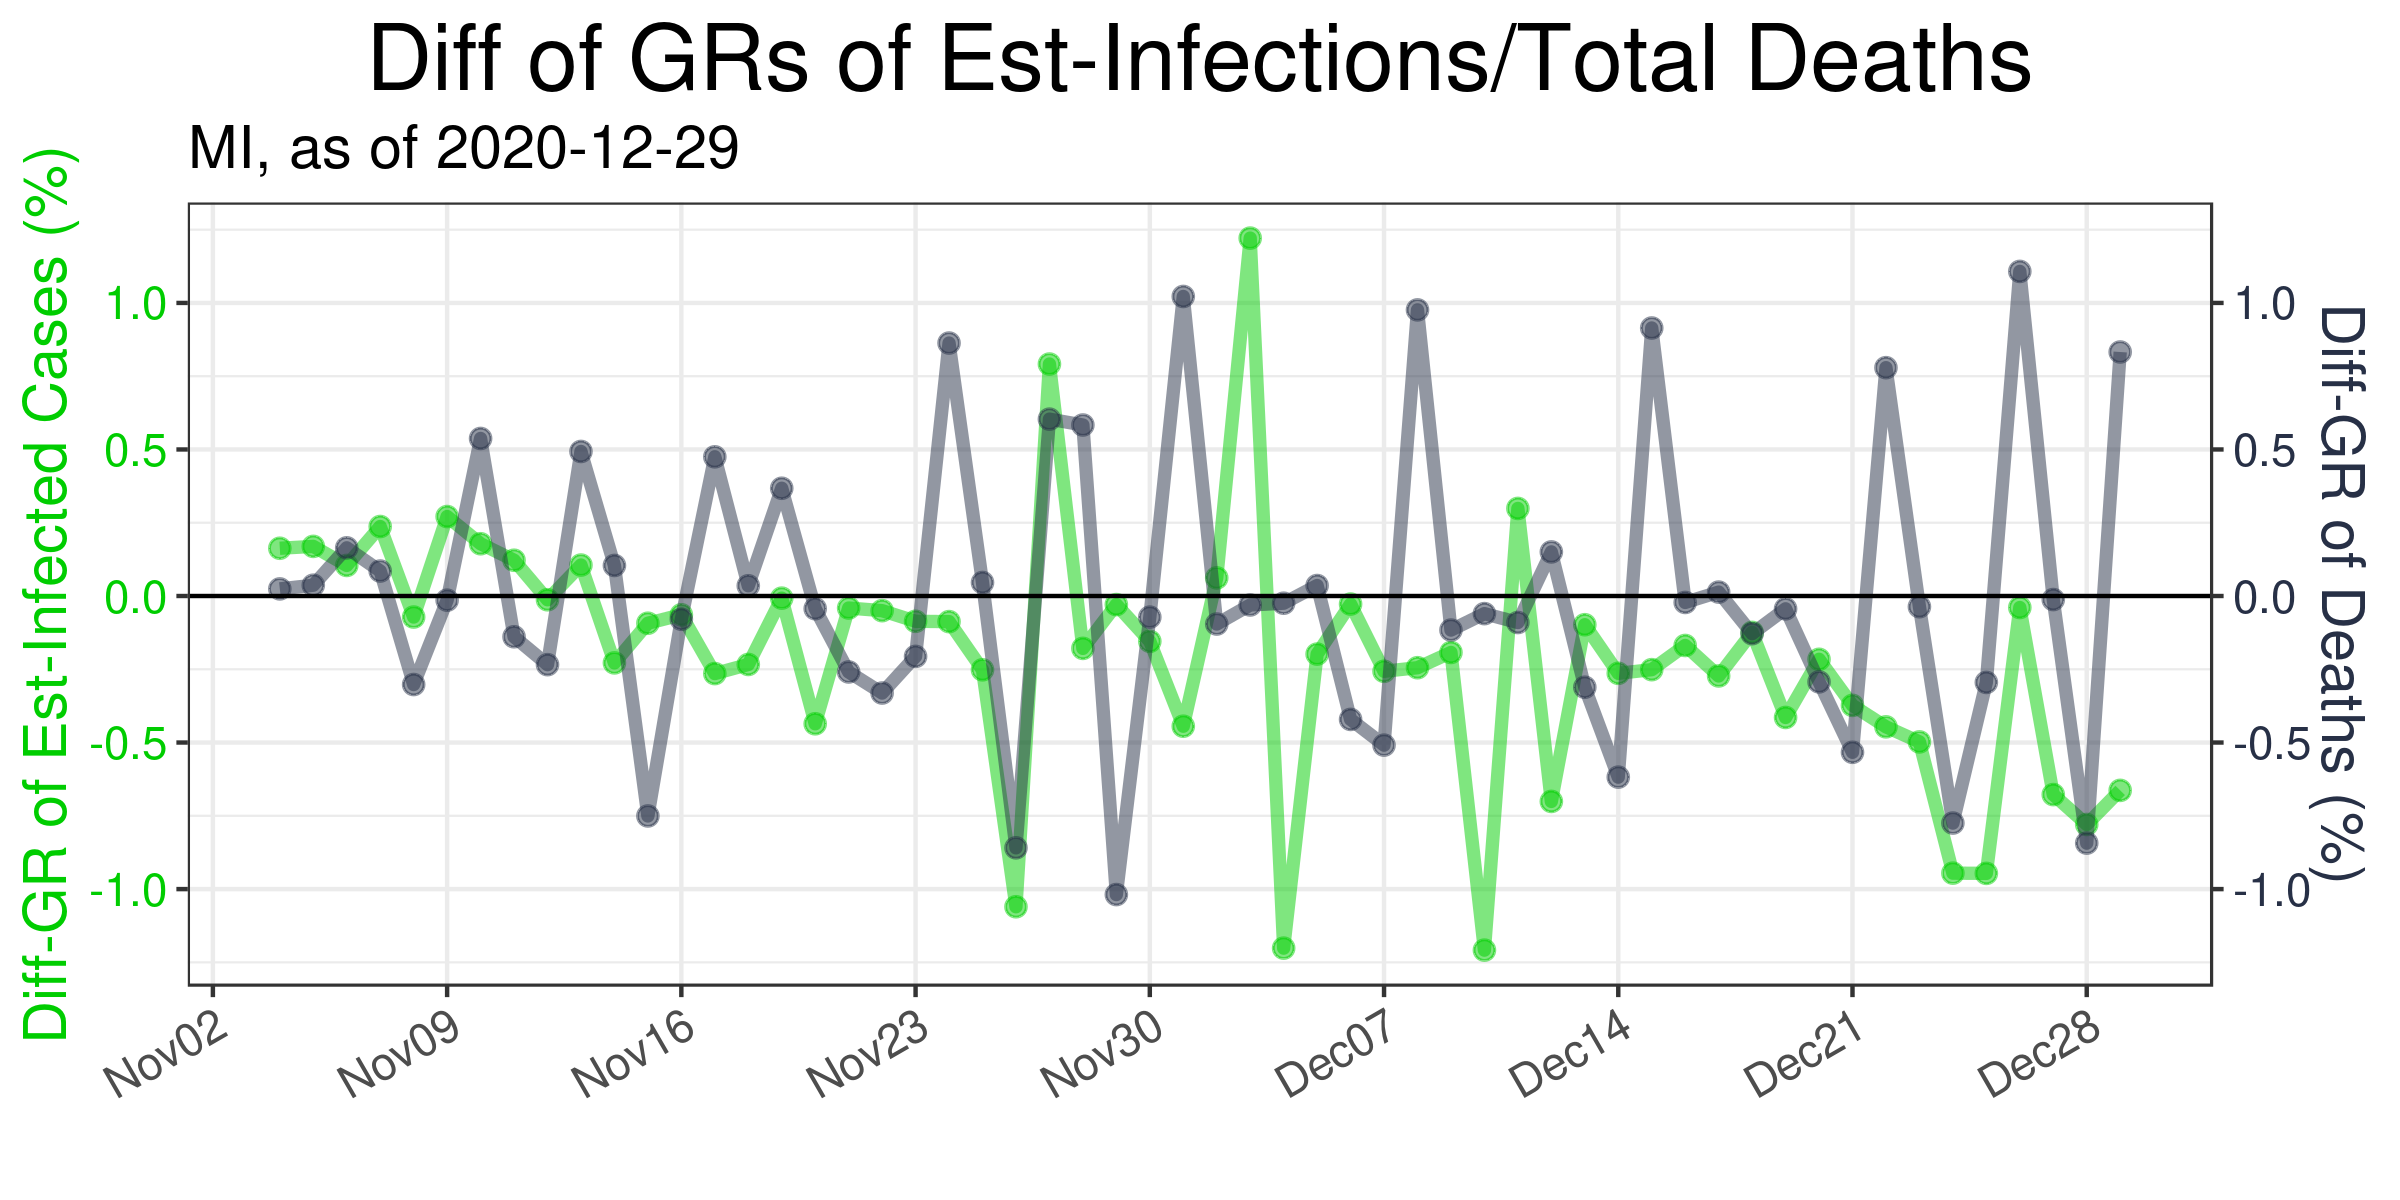 Diff of GRs of Est-Infections/Total Deaths
MI, as of 2020-12-29
Diff-GR of Est-Infected Cases (%)
1.0
0.5
0.0
-0.5
-1.0
1.0
0.5
0.0
-0.5
-1.0
Diff-GR of Deaths (%)
Nov02
Nov09
Nov16
Nov23
Nov30
Dec07
Dec14
Dec21
Dec28